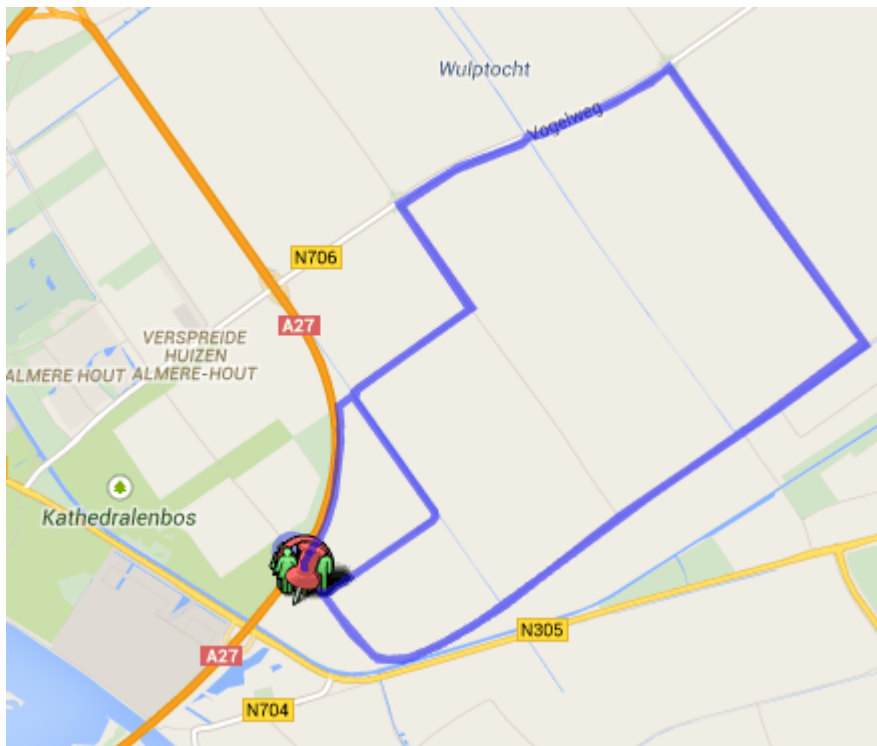 Wulptocht
Vogelweg
N706
A27
VERSPREIDE
HUIZEN
ALMERE HOUT ALMERE-HOUT
Kathedralenbos
N305
A27
N704